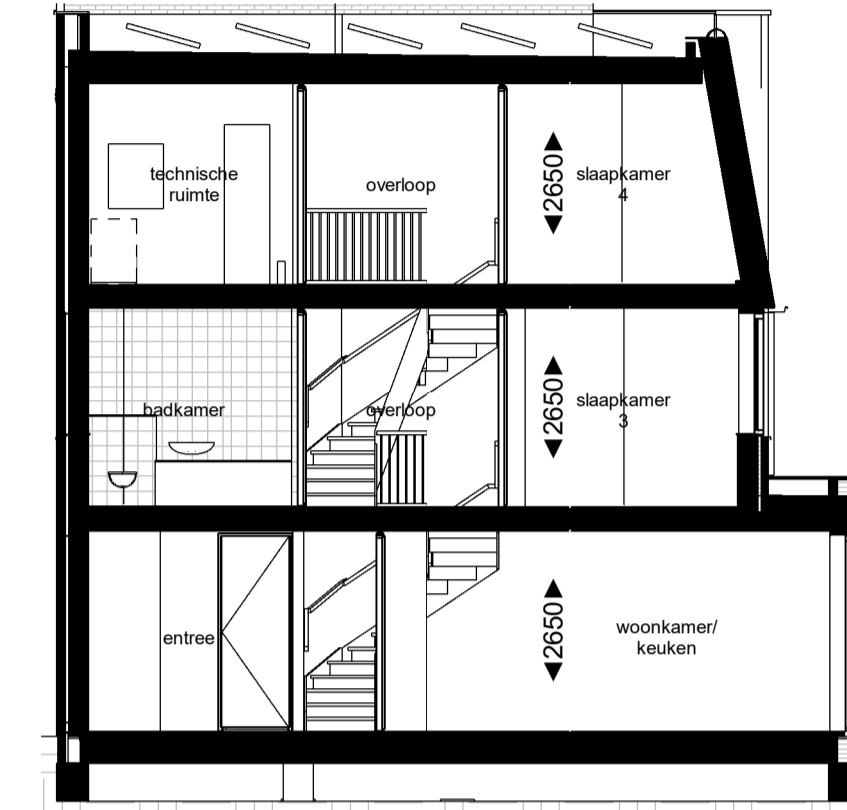 technische
ruimte
overloop
2650
slaapkamer
4
badkamer
overloop
2650
slaapkamer
3
entree
2650
woonkamer/
keuken